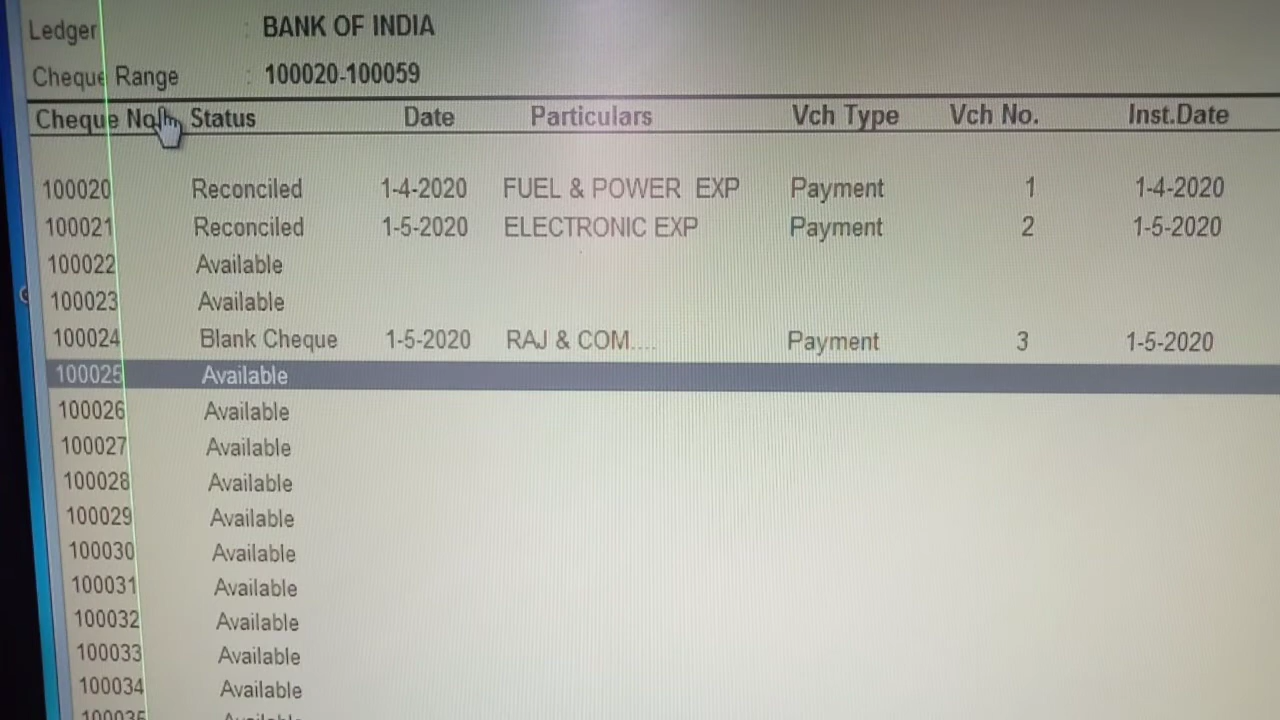 Ledger : BANK OF INDIA
Cheque Range : 100020-100059
Cheque No. Status Date Particulars Vch Type Vch No. Inst.Date
100020 Reconciled 1-4-2020 FUEL & POWER EXP Payment 1 1-4-2020
100021 Reconciled 1-5-2020 ELECTRONIC EXP Payment 2 1-5-2020
100022 Available
100023 Available
100024 Blank Cheque 1-5-2020 RAJ & COM.... Payment 3 1-5-2020
100025 Available
100026 Available
100027 Available
100028 Available
100029 Available
100030 Available
100031 Available
100032 Available
100033 Available
100034 Available
100035 Available